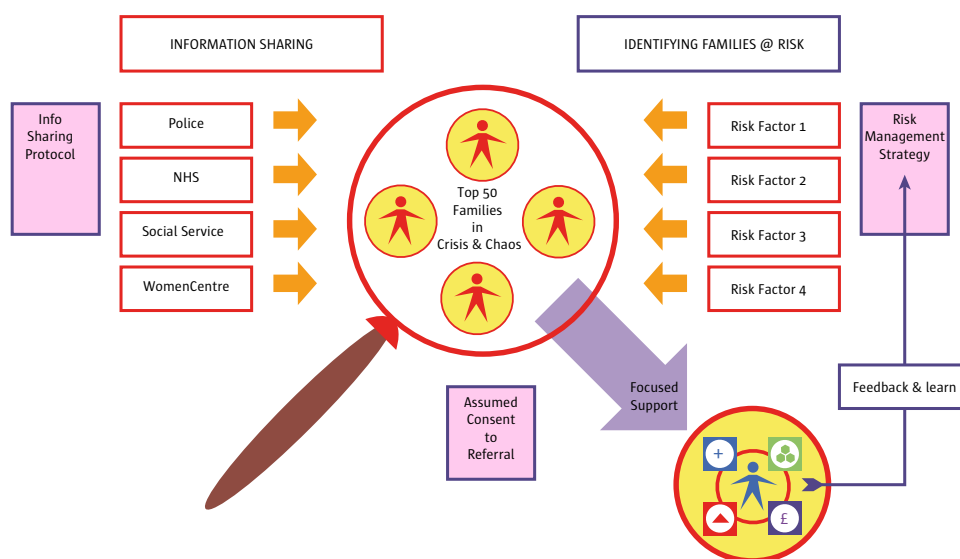 INFORMATION SHARING
IDENTIFYING FAMILIES @ RISK
Info
Sharing
Protocol
Police
NHS
Social Service
WomenCentre
Top 50
Families
in
Crisis & Chaos
Risk Factor 1
Risk Factor 2
Risk Factor 3
Risk Factor 4
Risk
Management
Strategy
Assumed
Consent
to
Referral
Focused
Support
Feedback & learn
+
£